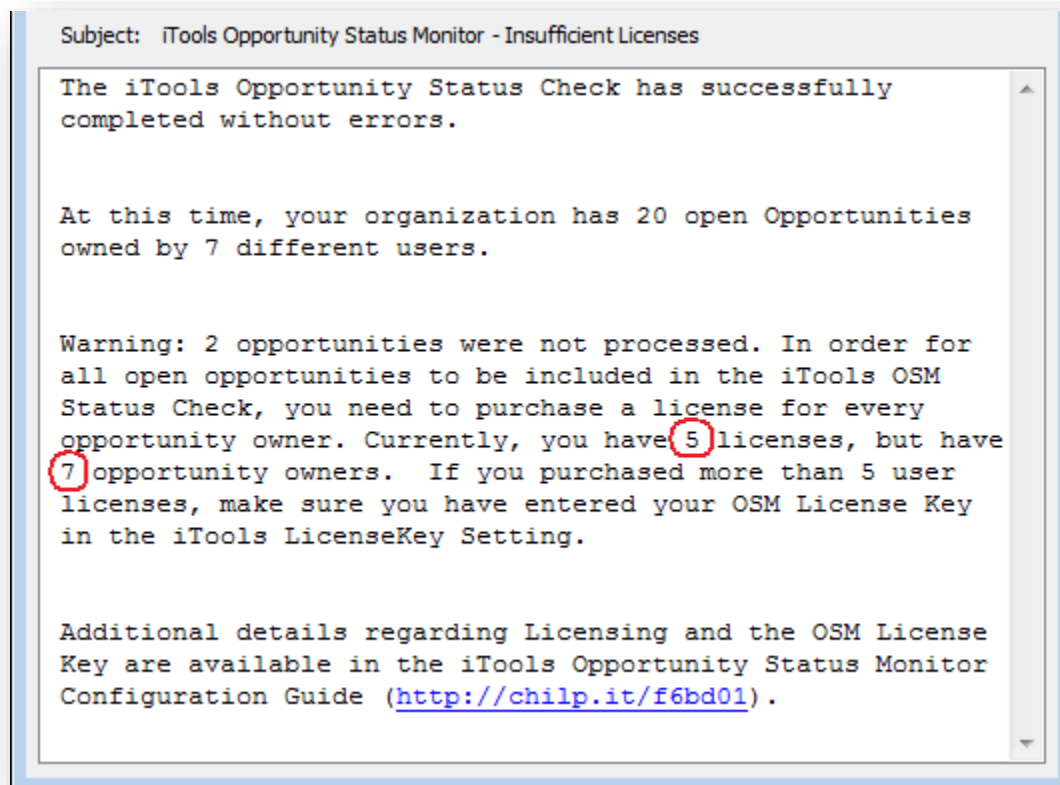 Subject: iTools Opportunity Status Monitor - Insufficient Licenses
The iTools Opportunity Status Check has successfully
completed without errors.
At this time, your organization has 20 open Opportunities
owned by 7 different users.
Warning: 2 opportunities were not processed. In order for
all open opportunities to be included in the iTools OSM
Status Check, you need to purchase a license for every
opportunity owner. Currently, you have 5 licenses, but have
7 opportunity owners.  If you purchased more than 5 user
licenses, make sure you have entered your OSM License Key
in the iTools LicenseKey Setting.
Additional details regarding Licensing and the OSM License
Key are available in the iTools Opportunity Status Monitor
Configuration Guide (http://chilp.it/f6bd01).